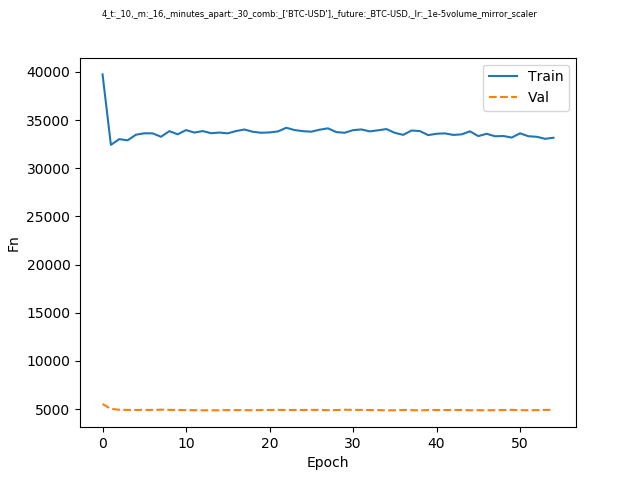 4_t:_10,_m:_16,_minutes_apart:_30_comb:_['BTC-USD'],_future:_BTC-USD,_lr:_1e-5volume_mirror_scaler
Train
Val
40000
35000
30000
25000
20000
15000
10000
5000
Fn
0 10 20 30 40 50
Epoch